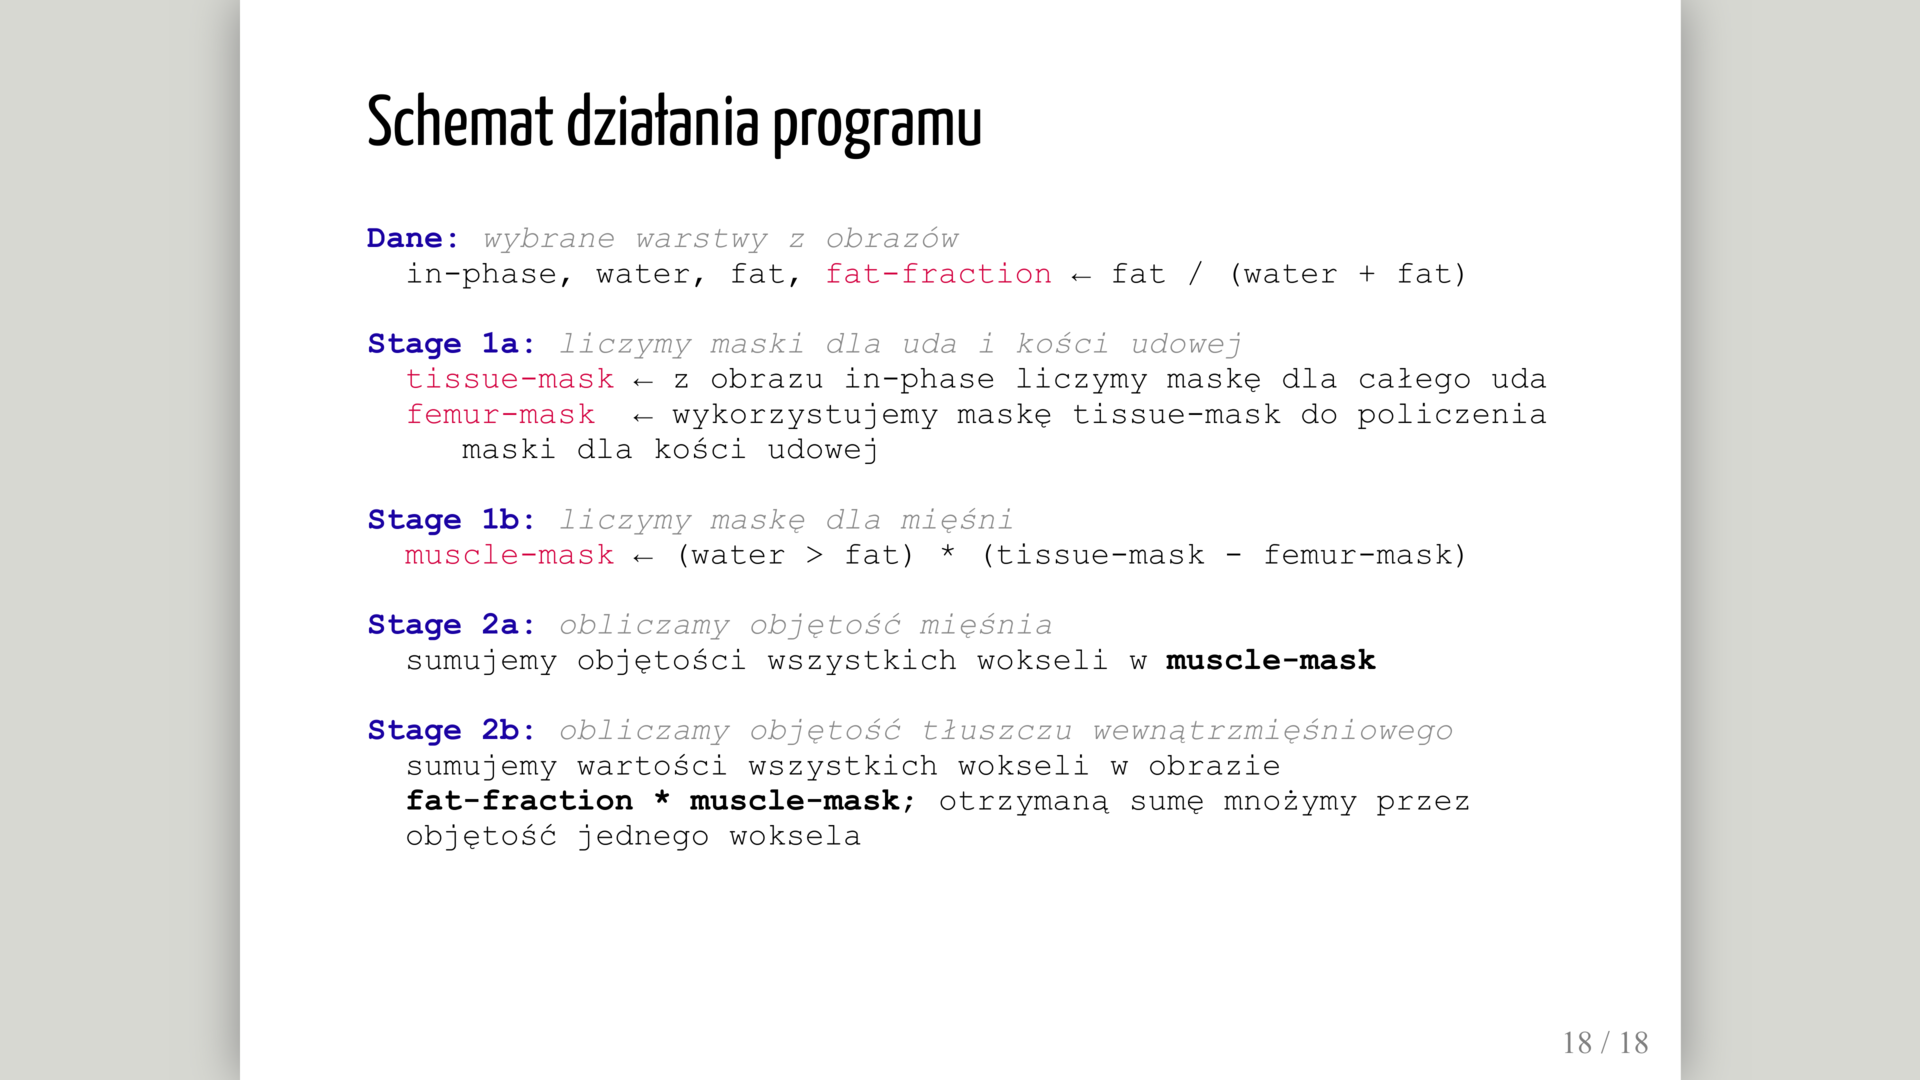 Schemat działania programu
Dane: wybrane warstwy z obrazów
in-phase, water, fat, fat-fraction ← fat / (water + fat)
Stage 1a: liczymy maski dla uda i kości udowej
tissue-mask ← z obrazu in-phase liczymy maskę dla całego uda
femur-mask ← wykorzystujemy maskę tissue-mask do policzenia
maski dla kości udowej
Stage 1b: liczymy maskę dla mięśni
muscle-mask ← (water > fat) * (tissue-mask - femur-mask)
Stage 2a: obliczamy objętość mięśnia
sumujemy objętości wszystkich wokseli w muscle-mask
Stage 2b: obliczamy objętość tłuszczu wewnątrzmięśniowego
sumujemy wartości wszystkich wokseli w obrazie
fat-fraction * muscle-mask; otrzymaną sumę mnożymy przez
objętość jednego woksela
18 / 18